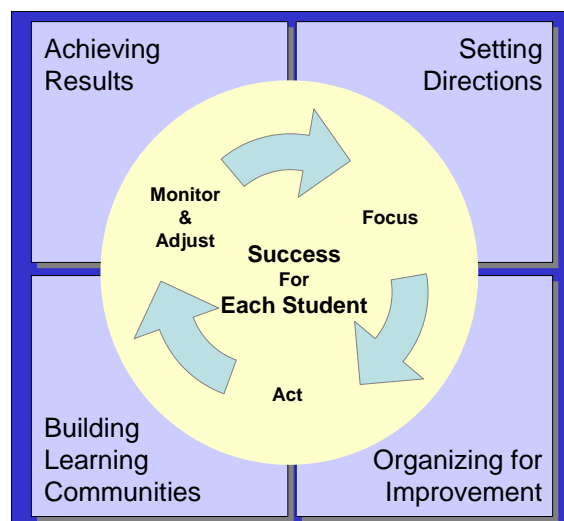 Achieving
Results
Setting
Directions
Monitor
&
Adjust
Focus
Success
For
Each Student
Act
Building
Learning
Communities
Organizing for
Improvement